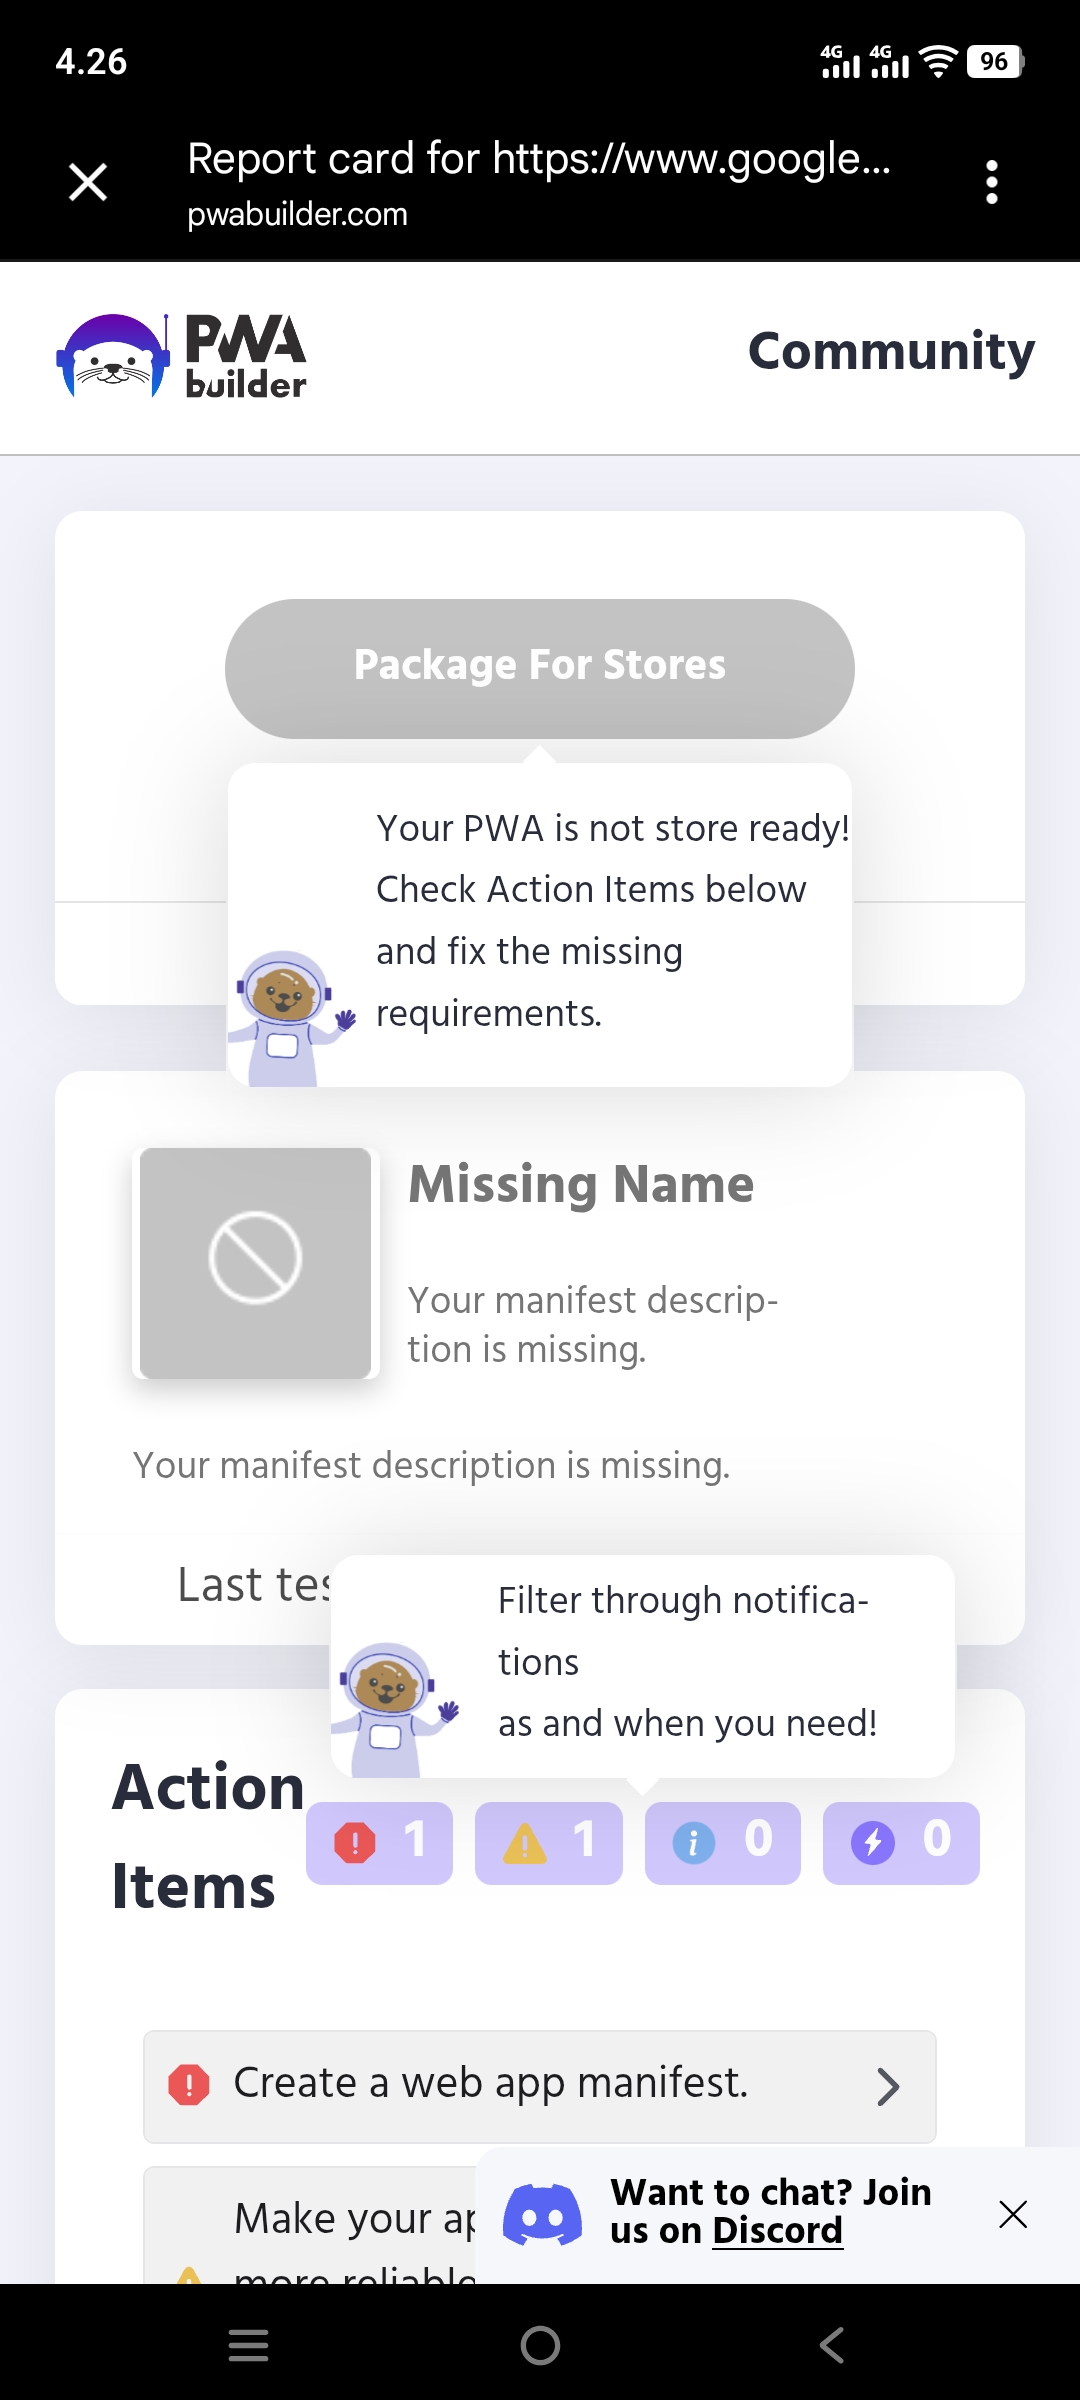 4.26
4G 4G 96
Report card for https://www.google...
pwabuilder.com
PWA
builder
Community
Package For Stores
Your PWA is not store ready!
Check Action Items below
and fix the missing
requirements.
Missing Name
Your manifest descrip-
tion is missing.
Your manifest description is missing.
Last tes
Filter through notifica-
tions
as and when you need!
Action
Items
1 1 0 0
Create a web app manifest.
Make your ap
more reliable
Want to chat? Join
us on Discord